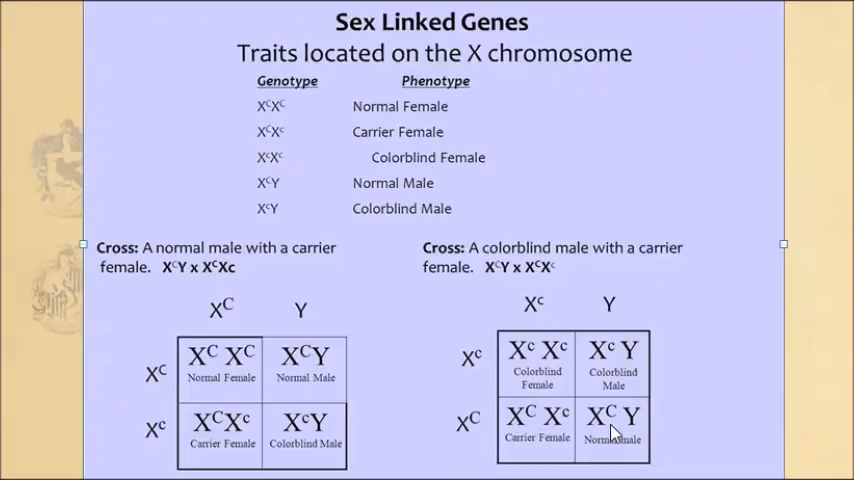 Sex Linked Genes
Traits located on the X chromosome
Genotype Phenotype
XᶜXᶜ Normal Female
XᶜXᶜ Carrier Female
XᶜXᶜ Colorblind Female
XᶜY Normal Male
XᶜY Colorblind Male
Cross: A normal male with a carrier
female. XᶜY x XᶜXc
Xᶜ Y
Xᶜ Xᶜ Xᶜ XᶜY
Normal Female Normal Male
Xᶜ XᶜXᶜ XᶜY
Carrier Female Colorblind Male
Cross: A colorblind male with a carrier
female. XᶜY x XᶜXᶜ
Xᶜ Y
Xᶜ Xᶜ Xᶜ Xᶜ Y
Colorblind Colorblind
Female Male
Xᶜ Xᶜ Xᶜ Xᶜ Y
Carrier Female Normal male